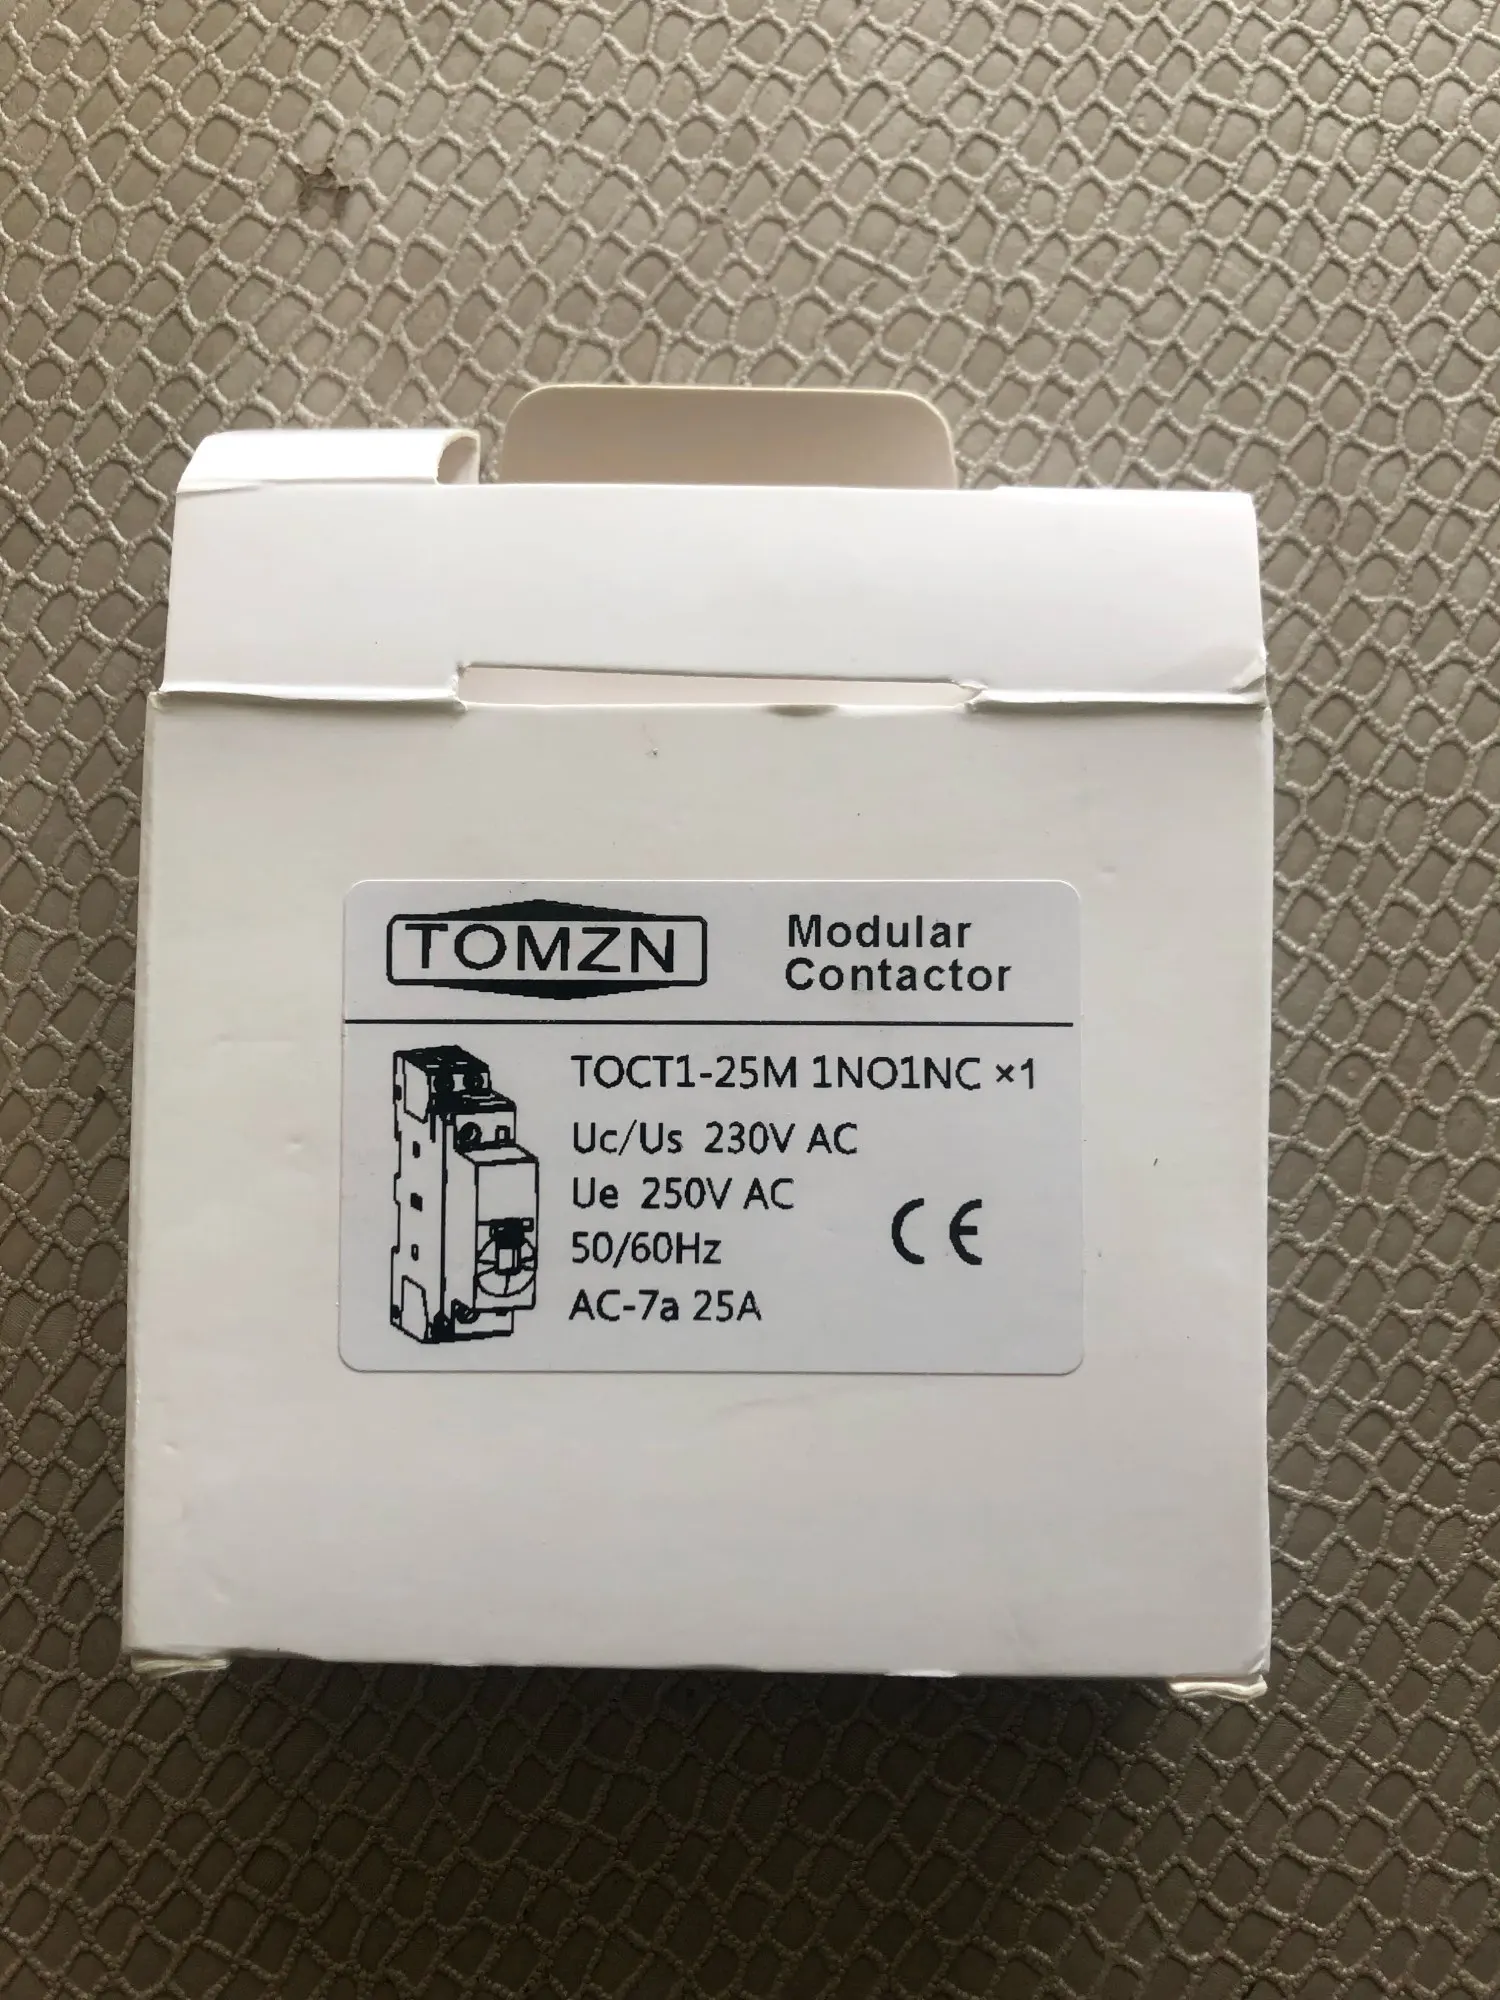 TOMZN
Modular
Contactor
TOCT1-25M 1NO1NC ×1
Uc/Us 230V AC
Ue 250V AC
50/60Hz
AC-7a 25A
CE